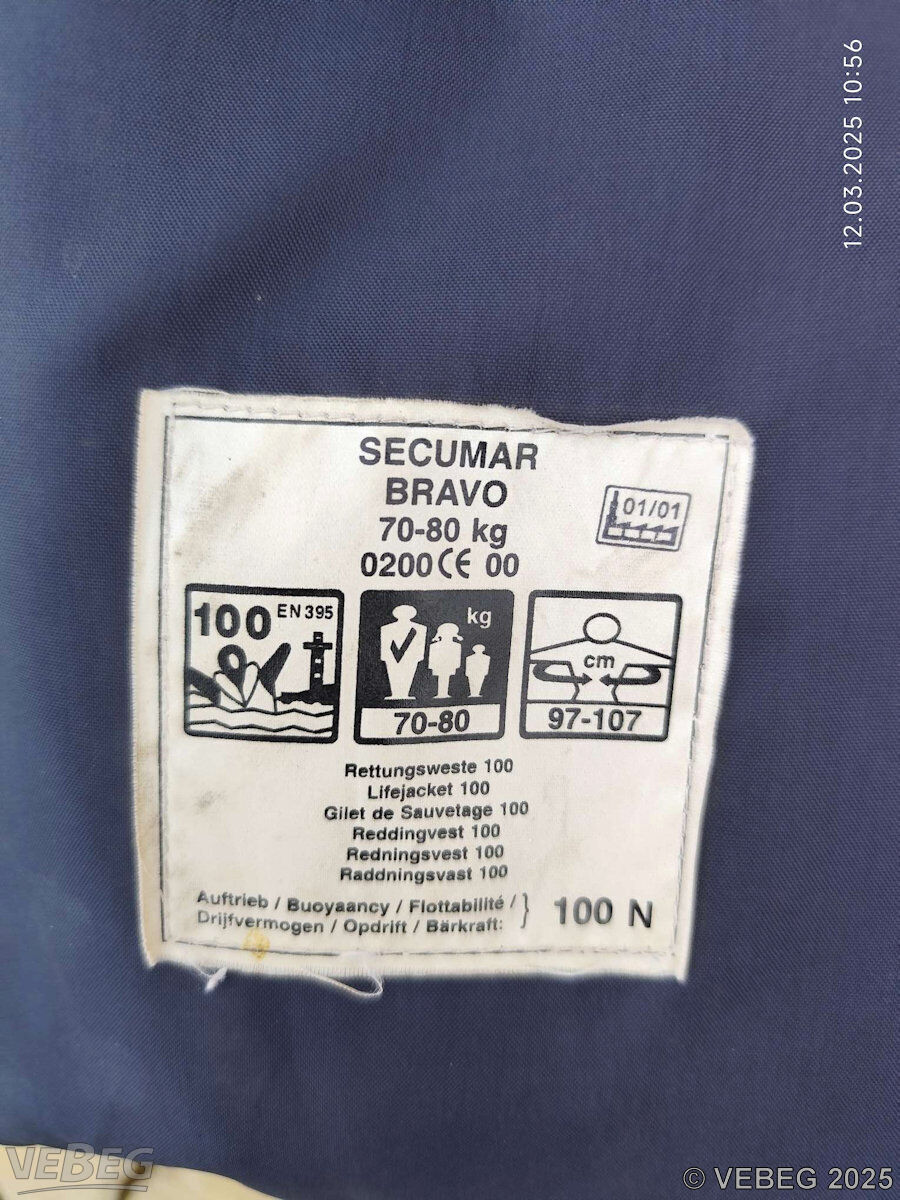 12.03.2025 10:56
SECUMAR
BRAVO
70-80 kg
0200 CE 00
01/01
100 EN 395
kg
70-80
cm
97-107
Rettungsweste 100
Lifejacket 100
Gilet de Sauvetage 100
Reddingvest 100
Redningsvest 100
Raddningsvast 100
Auftrieb / Buoyaancy / Flottabilité /
Drijfvermogen / Opdrift / Bärkraft:
} 100 N
VEBEG
© VEBEG 2025